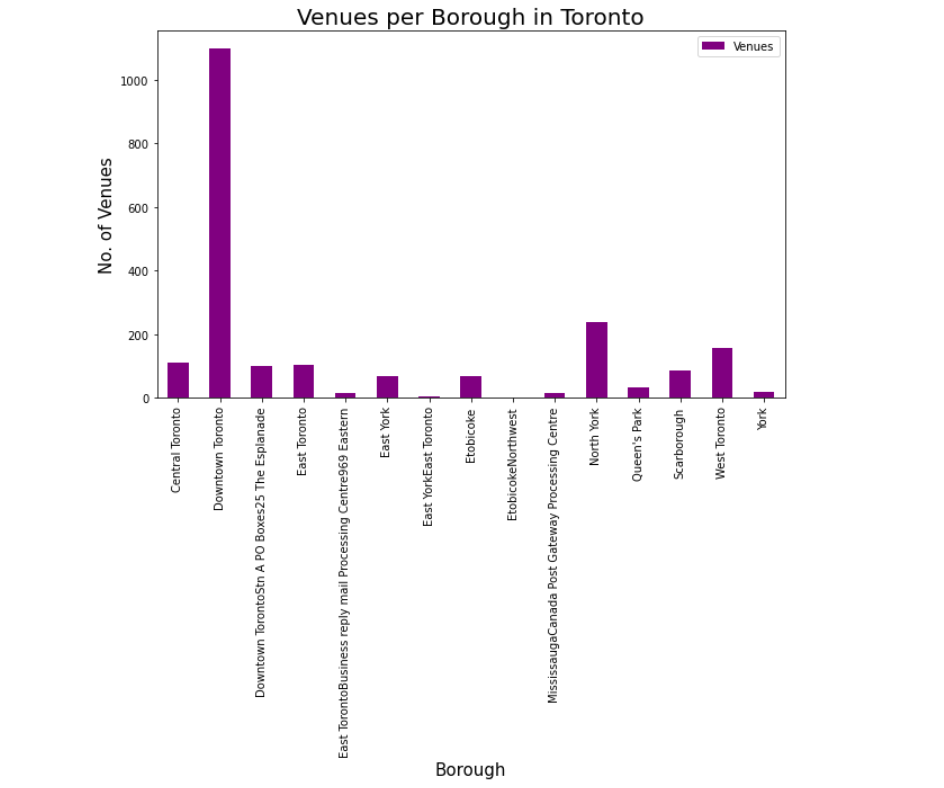 Venues per Borough in Toronto
Venues
No. of Venues
1000
800
600
400
200
0
Central Toronto
Downtown Toronto
Downtown TorontoStn A PO Boxes25 The Esplanade
East Toronto
East TorontoBusiness reply mail Processing Centre969 Eastern
East York
East YorkEast Toronto
Etobicoke
EtobicokeNorthwest
MississaugaCanada Post Gateway Processing Centre
North York
Queen's Park
Scarborough
West Toronto
York
Borough